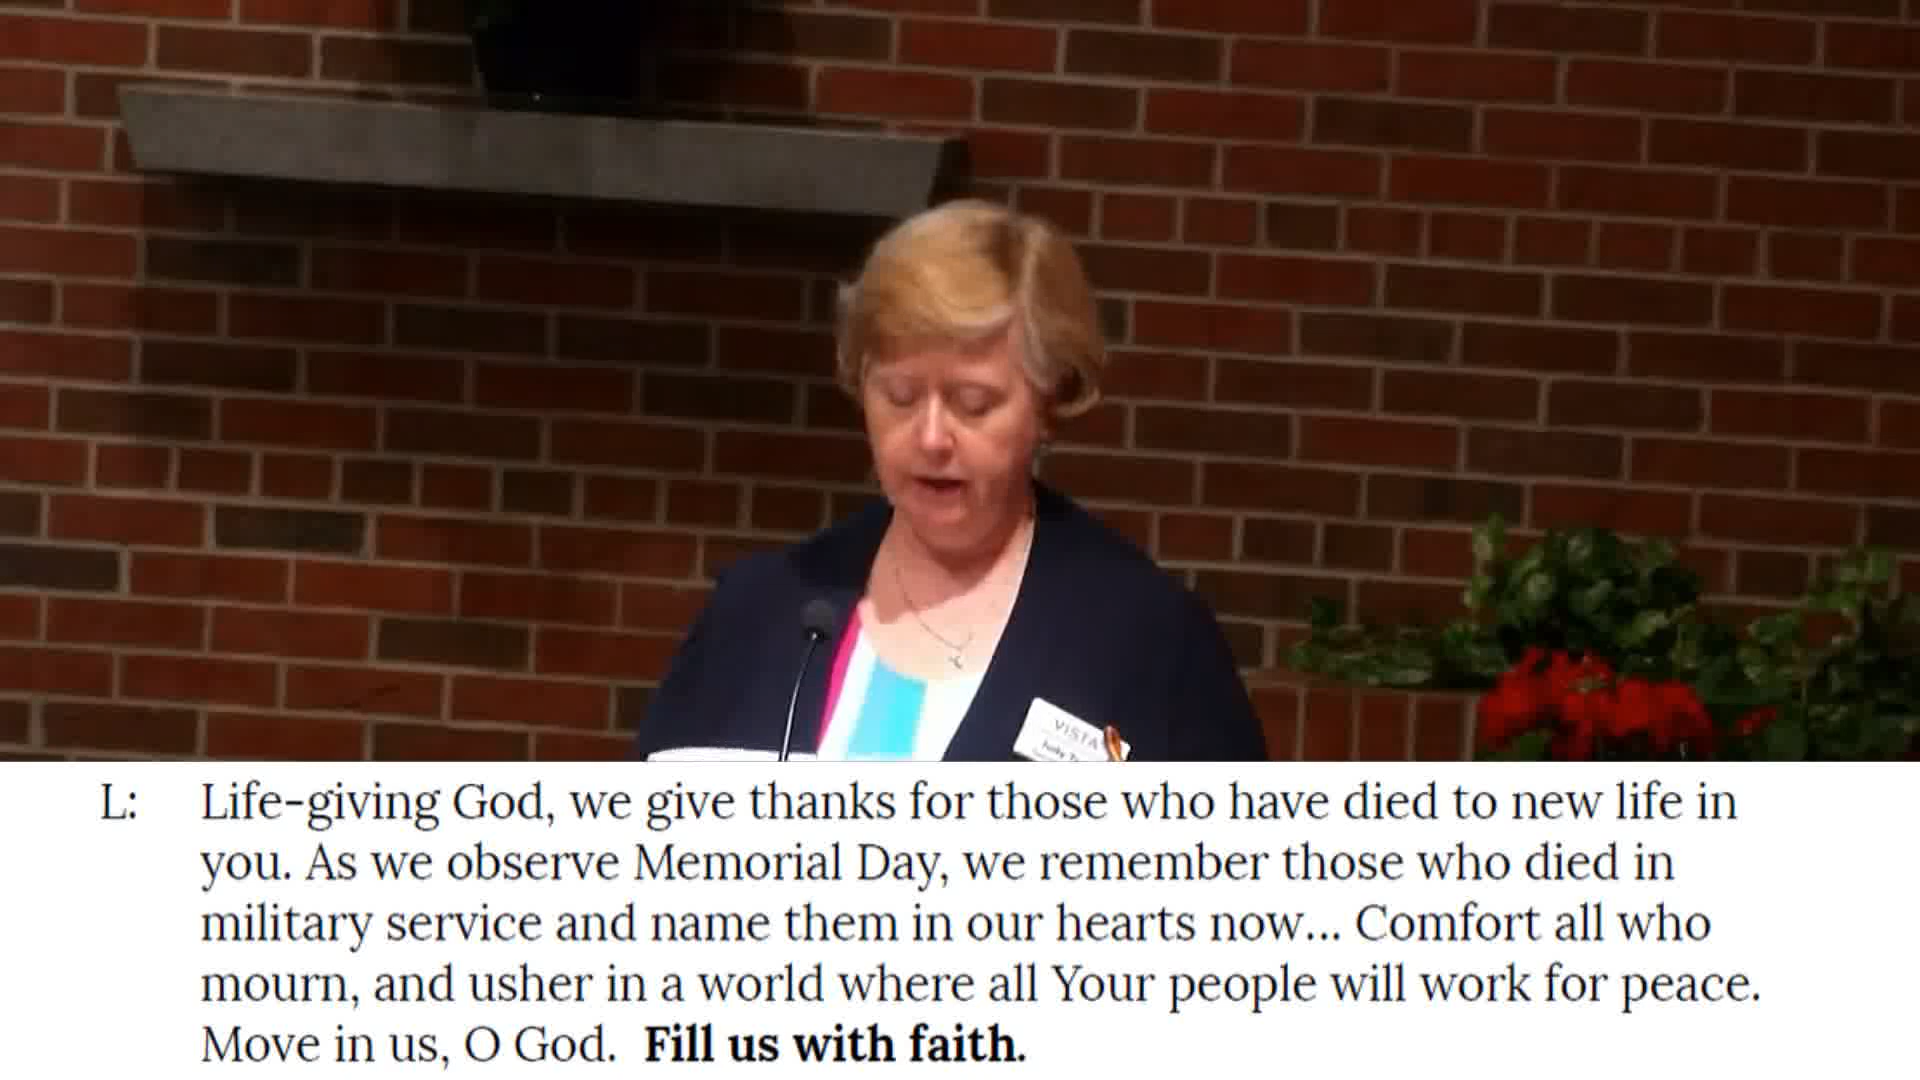 VISTA
L: Life-giving God, we give thanks for those who have died to new life in
you. As we observe Memorial Day, we remember those who died in
military service and name them in our hearts now... Comfort all who
mourn, and usher in a world where all Your people will work for peace.
Move in us, O God. Fill us with faith.